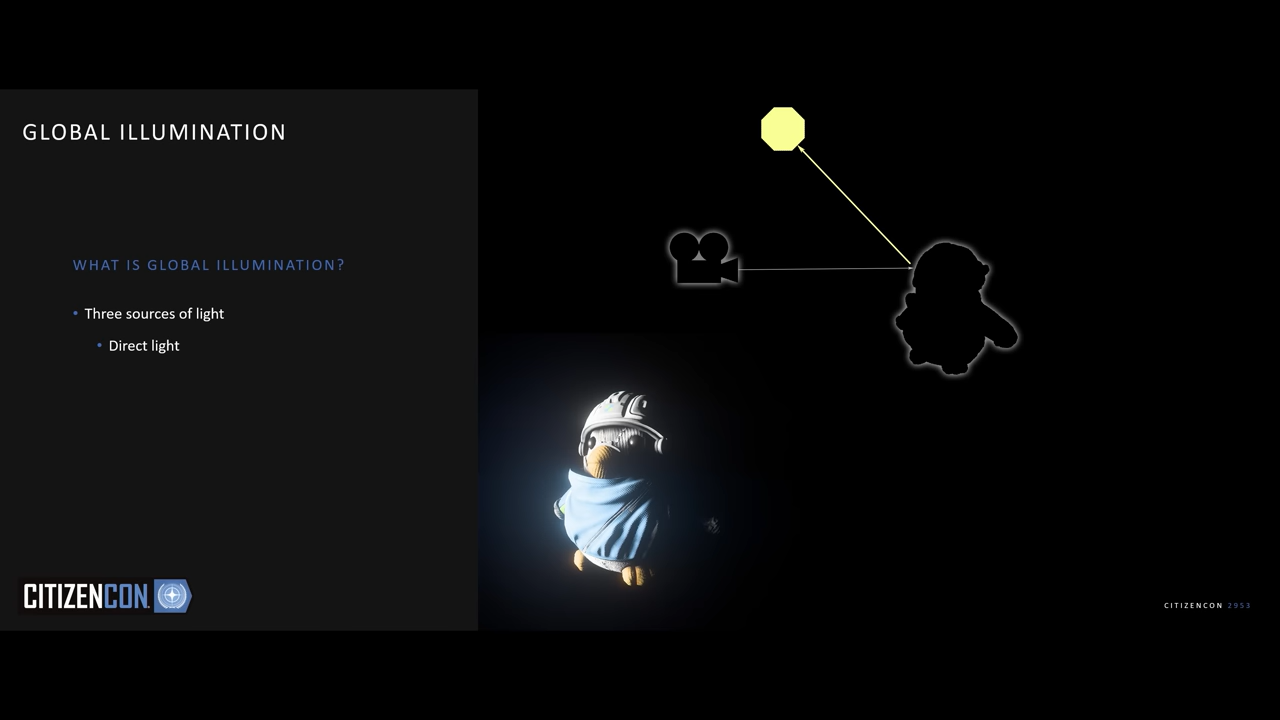 GLOBAL ILLUMINATION
WHAT IS GLOBAL ILLUMINATION?
• Three sources of light
• Direct light
CITIZENCON
CITIZENCON 2953